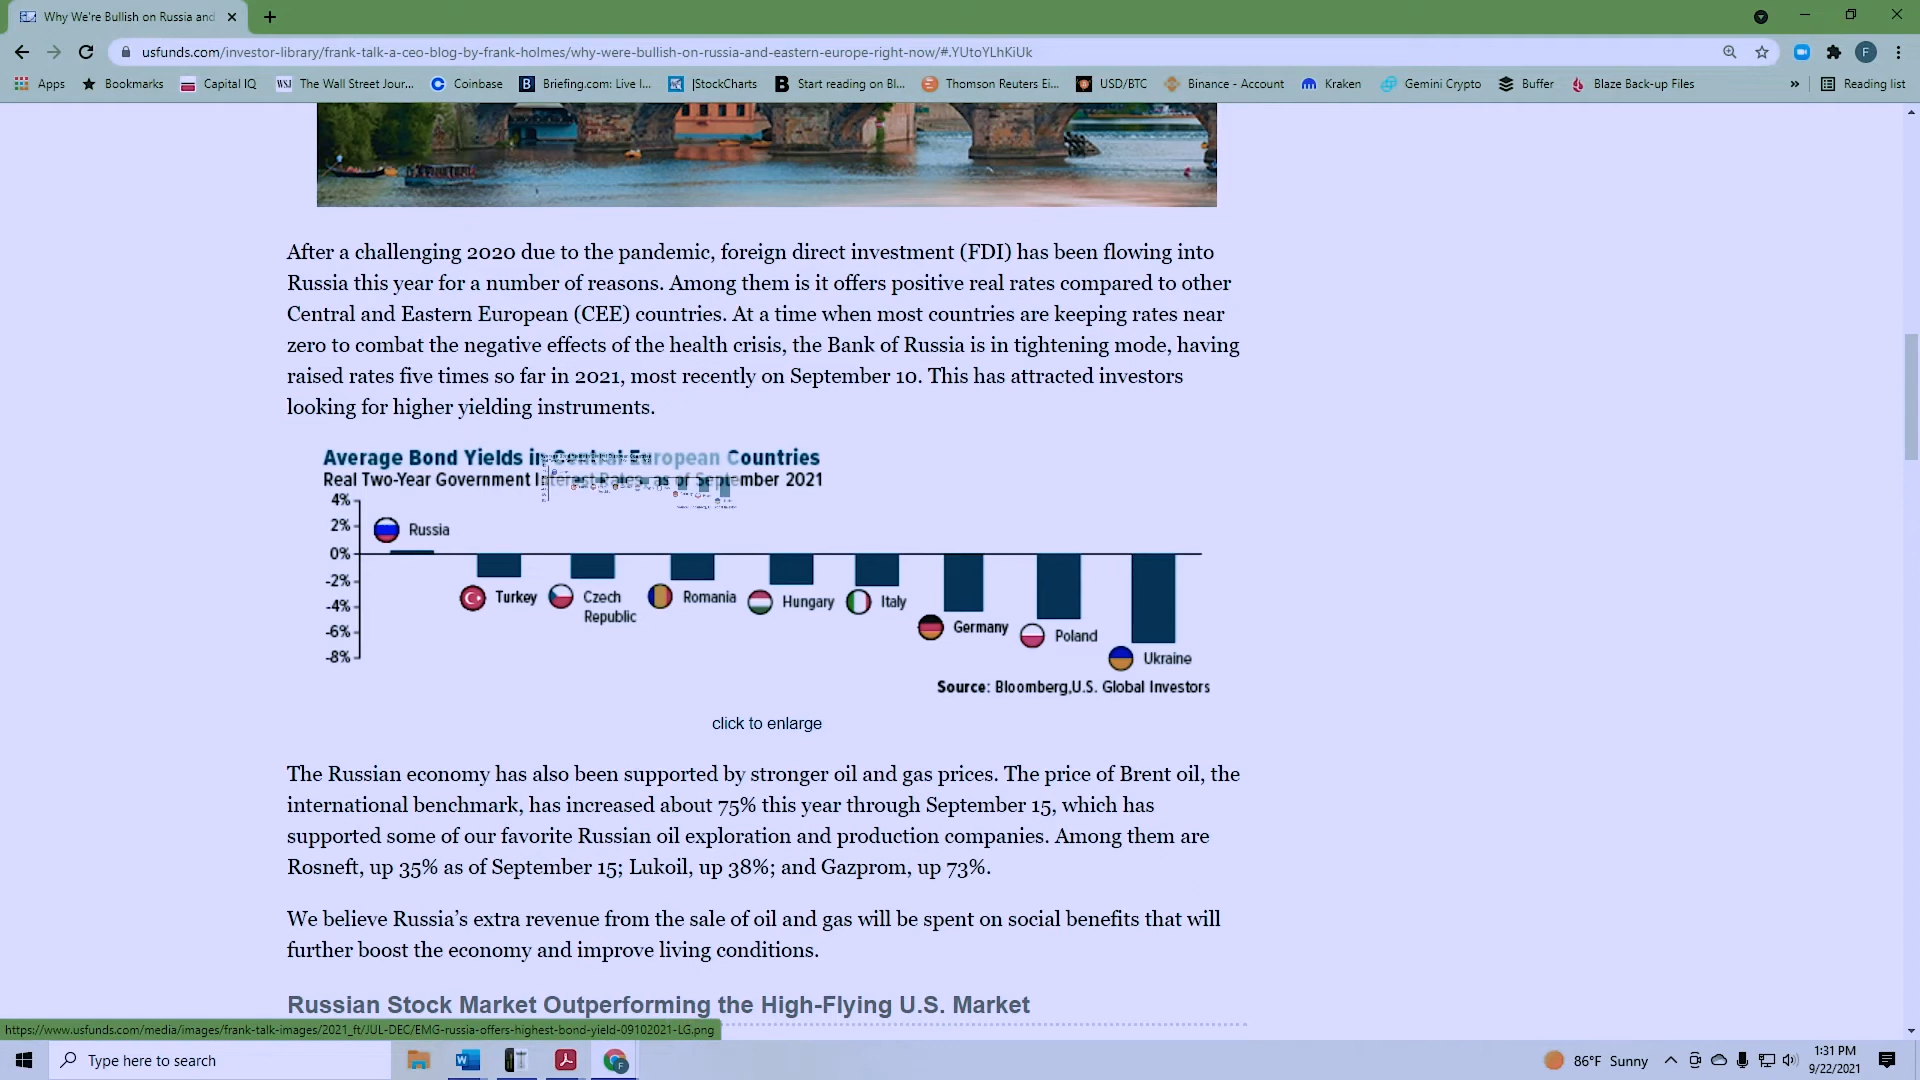 Why We're Bullish on Russia and
usfunds.com/investor-library/frank-talk-a-ceo-blog-by-frank-holmes/why-were-bullish-on-russia-and-eastern-europe-right-now/#.YUtoYLhKiUk
Apps Bookmarks Capital IQ The Wall Street Jour... Coinbase Briefing.com: Live I... |StockCharts Start reading on Bl... Thomson Reuters Ei... USD/BTC Binance - Account Kraken Gemini Crypto Buffer Blaze Back-up Files » Reading list
After a challenging 2020 due to the pandemic, foreign direct investment (FDI) has been flowing into
Russia this year for a number of reasons. Among them is it offers positive real rates compared to other
Central and Eastern European (CEE) countries. At a time when most countries are keeping rates near
zero to combat the negative effects of the health crisis, the Bank of Russia is in tightening mode, having
raised rates five times so far in 2021, most recently on September 10. This has attracted investors
looking for higher yielding instruments.
Average Bond Yields in Central European Countries
Real Two-Year Government Interest Rates, as of September 2021
4%
2%
Russia
0%
-2%
Turkey Czech Romania Hungary Italy
-4%
Republic
Germany
-6%
Poland
-8%
Ukraine
Source: Bloomberg,U.S. Global Investors
click to enlarge
The Russian economy has also been supported by stronger oil and gas prices. The price of Brent oil, the
international benchmark, has increased about 75% this year through September 15, which has
supported some of our favorite Russian oil exploration and production companies. Among them are
Rosneft, up 35% as of September 15; Lukoil, up 38%; and Gazprom, up 73%.
We believe Russia’s extra revenue from the sale of oil and gas will be spent on social benefits that will
further boost the economy and improve living conditions.
Russian Stock Market Outperforming the High-Flying U.S. Market
https://www.usfunds.com/media/images/frank-talk-images/2021_ft/JUL-DEC/EMG-russia-offers-highest-bond-yield-09102021-LG.png
Type here to search
86°F Sunny
1:31 PM
9/22/2021